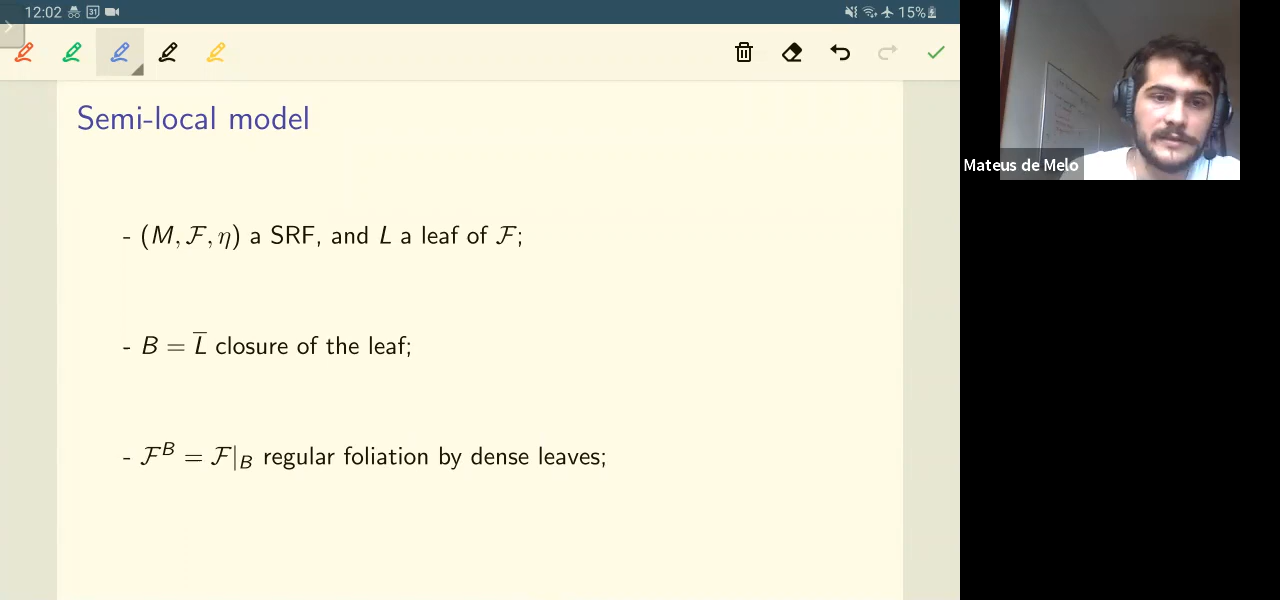 12:02
31
15%
Semi-local model
- (M, ℱ, η) a SRF, and L a leaf of ℱ;
- B = L̅ closure of the leaf;
- ℱ^B = ℱ|_B regular foliation by dense leaves;
Mateus de Melo